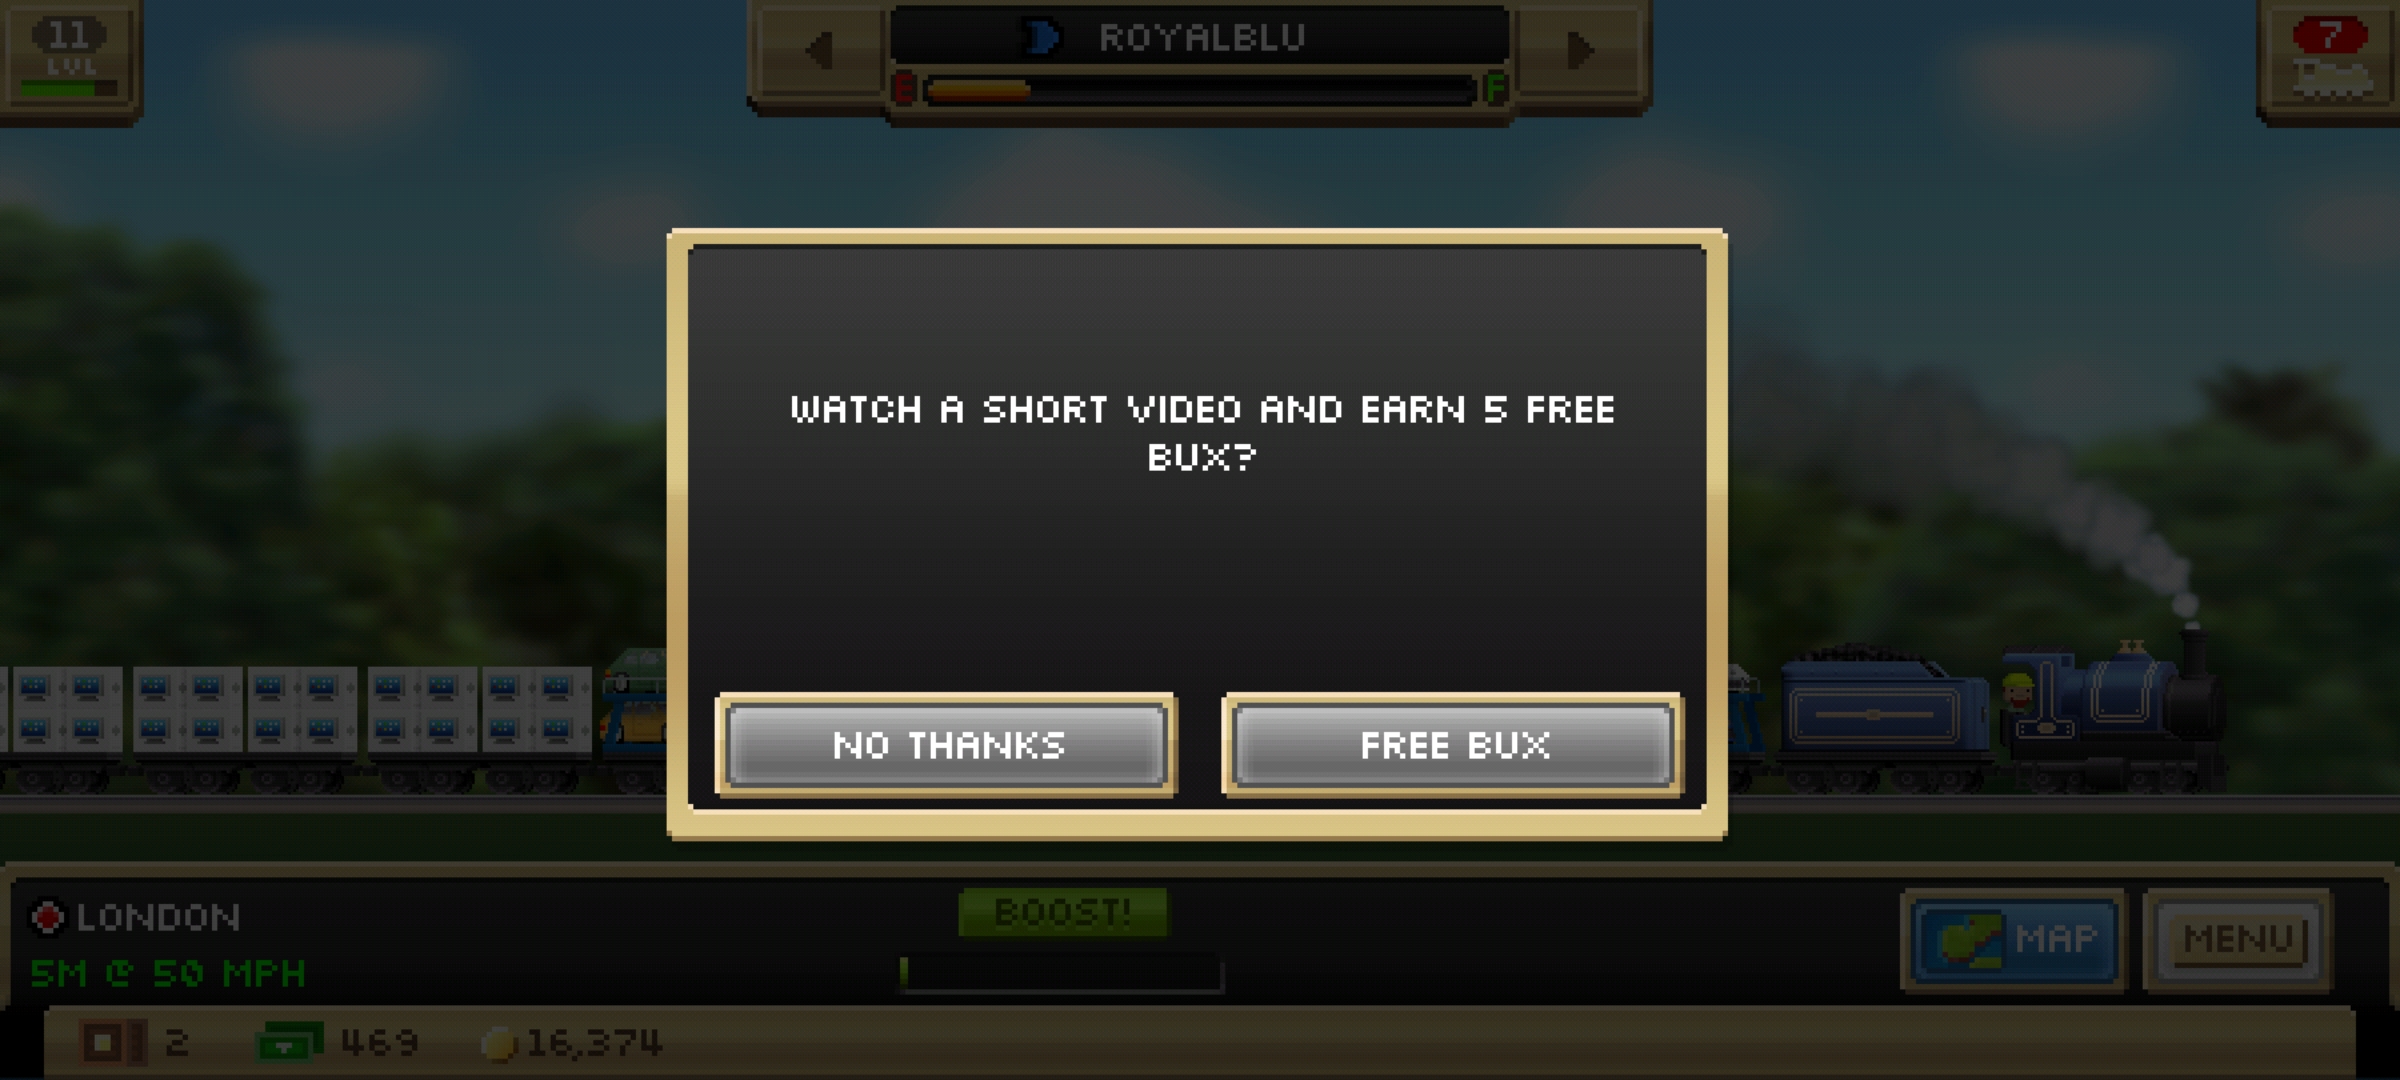 11
LVL
ROYALBLU
E
F
7
WATCH A SHORT VIDEO AND EARN 5 FREE
BUX?
NO THANKS
FREE BUX
LONDON
5M @ 50 MPH
BOOST!
MAP
MENU
2
469
16,374